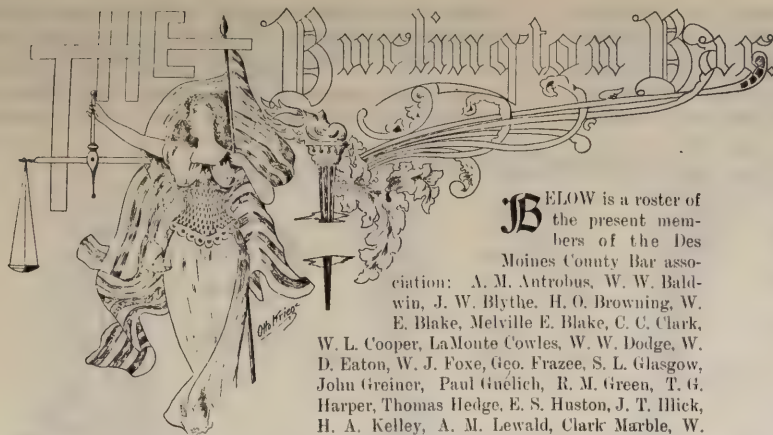 THE Burlington Bar.
BELOW is a roster of
the present mem-
bers of the Des
Moines County Bar asso-
ciation: A. M. Antrobus, W. W. Bald-
win, J. W. Blythe. H. O. Browning, W.
E. Blake, Melville E. Blake, C. C. Clark,
W. L. Cooper, LaMonte Cowles, W. W. Dodge, W.
D. Eaton, W. J. Foxe, Geo. Frazee, S. L. Glasgow,
John Greiner, Paul Guélich, R. M. Green, T. G.
Harper, Thomas Hedge, E. S. Huston, J. T. Illick,
H. A. Kelley, A. M. Lewald, Clark Marble, W.
Otto Kriege